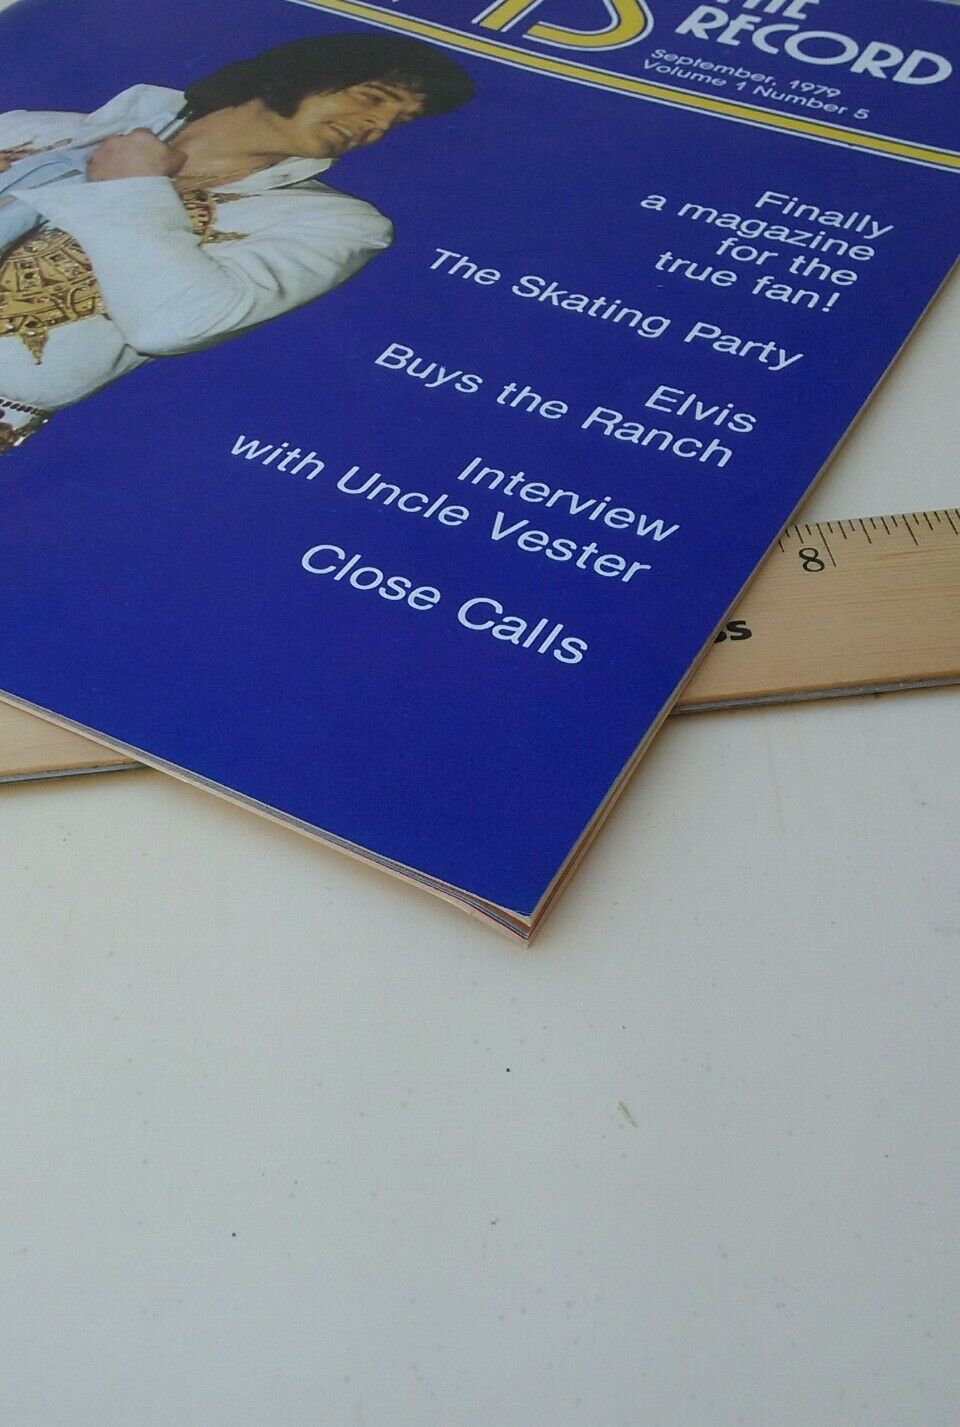 THE
RECORD
September, 1979
Volume 1 Number 5
Finally
a magazine
for the
true fan!
The Skating Party
Elvis
Buys the Ranch
Interview
with Uncle Vester
Close Calls
8